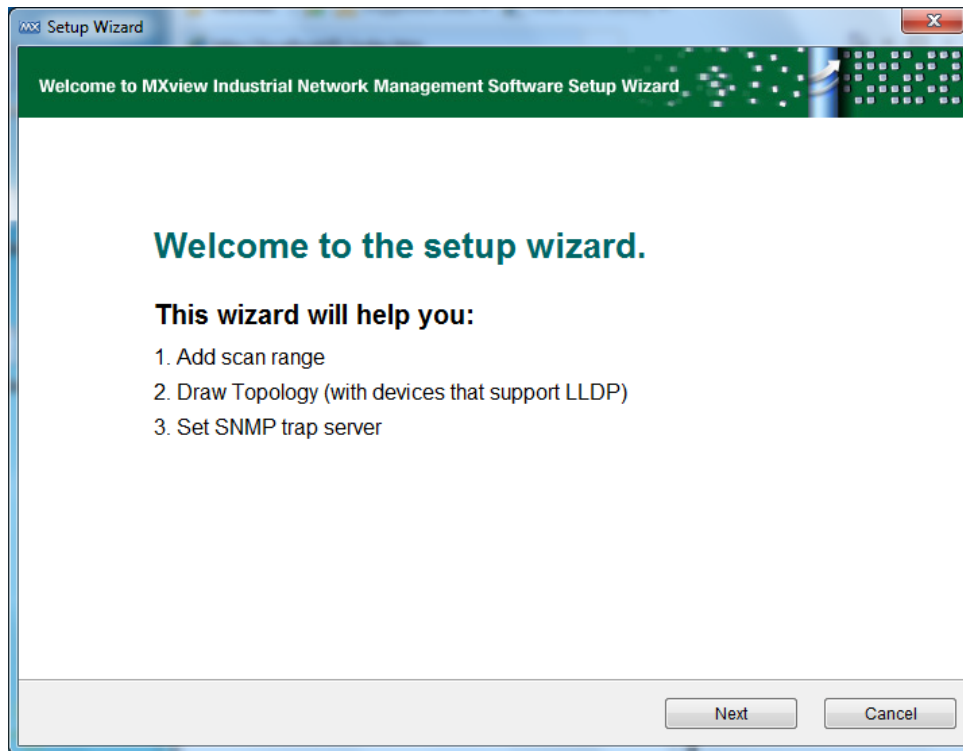 MX Setup Wizard
Welcome to MXview Industrial Network Management Software Setup Wizard
Welcome to the setup wizard.
This wizard will help you:
1. Add scan range
2. Draw Topology (with devices that support LLDP)
3. Set SNMP trap server
Next Cancel